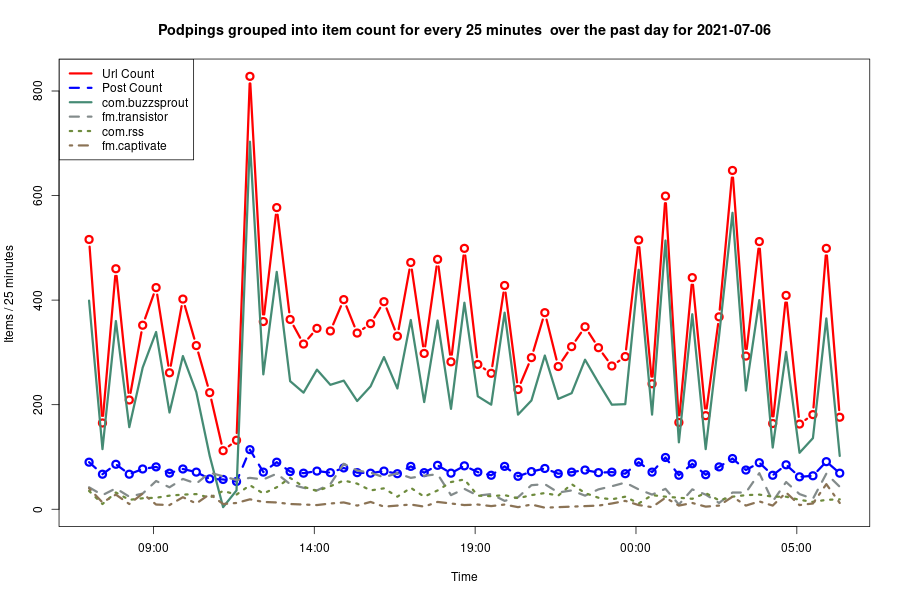 Podpings grouped into item count for every 25 minutes  over the past day for 2021-07-06
Url Count
Post Count
com.buzzsprout
fm.transistor
com.rss
fm.captivate
Items / 25 minutes
800
600
400
200
0
09:00
14:00
19:00
00:00
05:00
Time